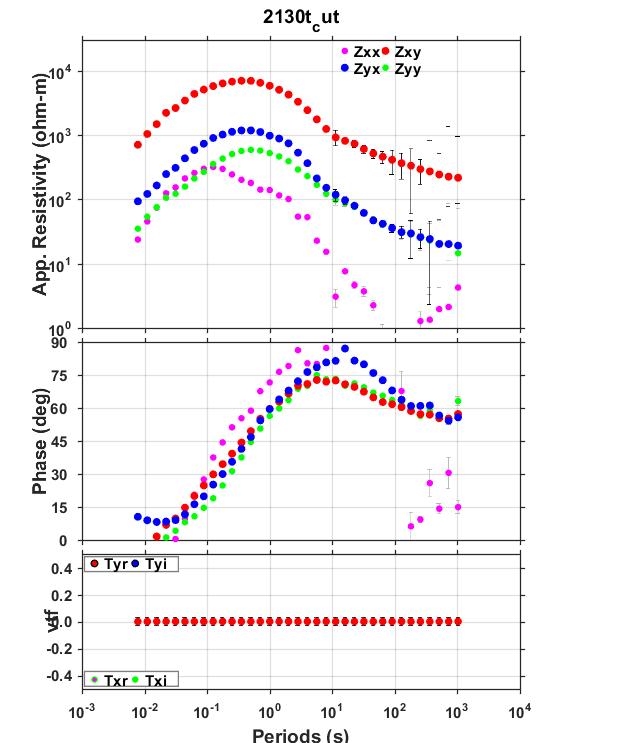 2130t_cut
Zxx Zxy
Zyx Zyy
App. Resistivity (ohm-m)
10^4
10^3
10^2
10^1
10^0
Phase (deg)
90
75
60
45
30
15
0
Tyr Tyi
vtf
0.4
0.2
-0.0
-0.2
-0.4
Txr Txi
10^-3 10^-2 10^-1 10^0 10^1 10^2 10^3 10^4
Periods (s)